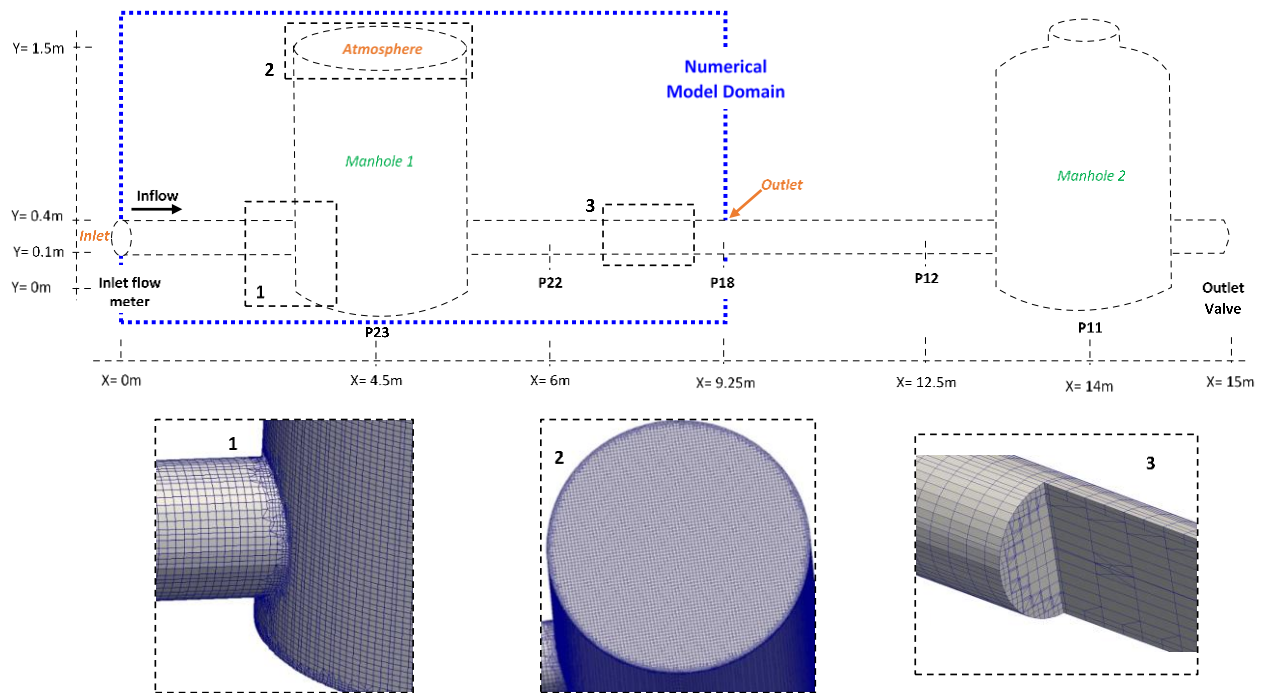 Y= 1.5m
Atmosphere
2
Numerical
Model Domain
Manhole 1
Manhole 2
Inflow
Outlet
Y= 0.4m
3
Inlet
Y= 0.1m
Y= 0m
Inlet flow
meter
1
P22
P18
P12
Outlet
Valve
P23
P11
X= 0m
X= 4.5m
X= 6m
X= 9.25m
X= 12.5m
X= 14m
X= 15m
1
2
3